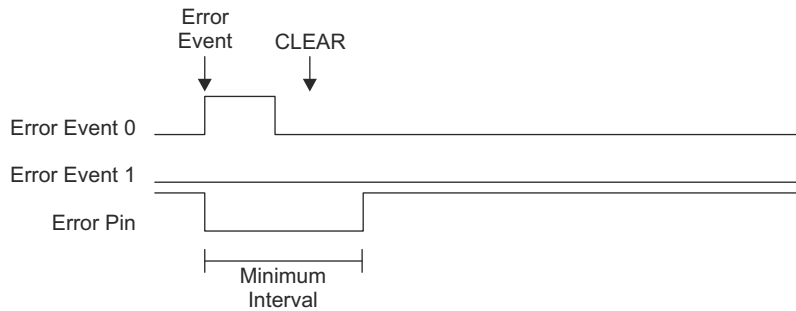 Error
Event
CLEAR
Error Event 0
Error Event 1
Error Pin
Minimum
Interval